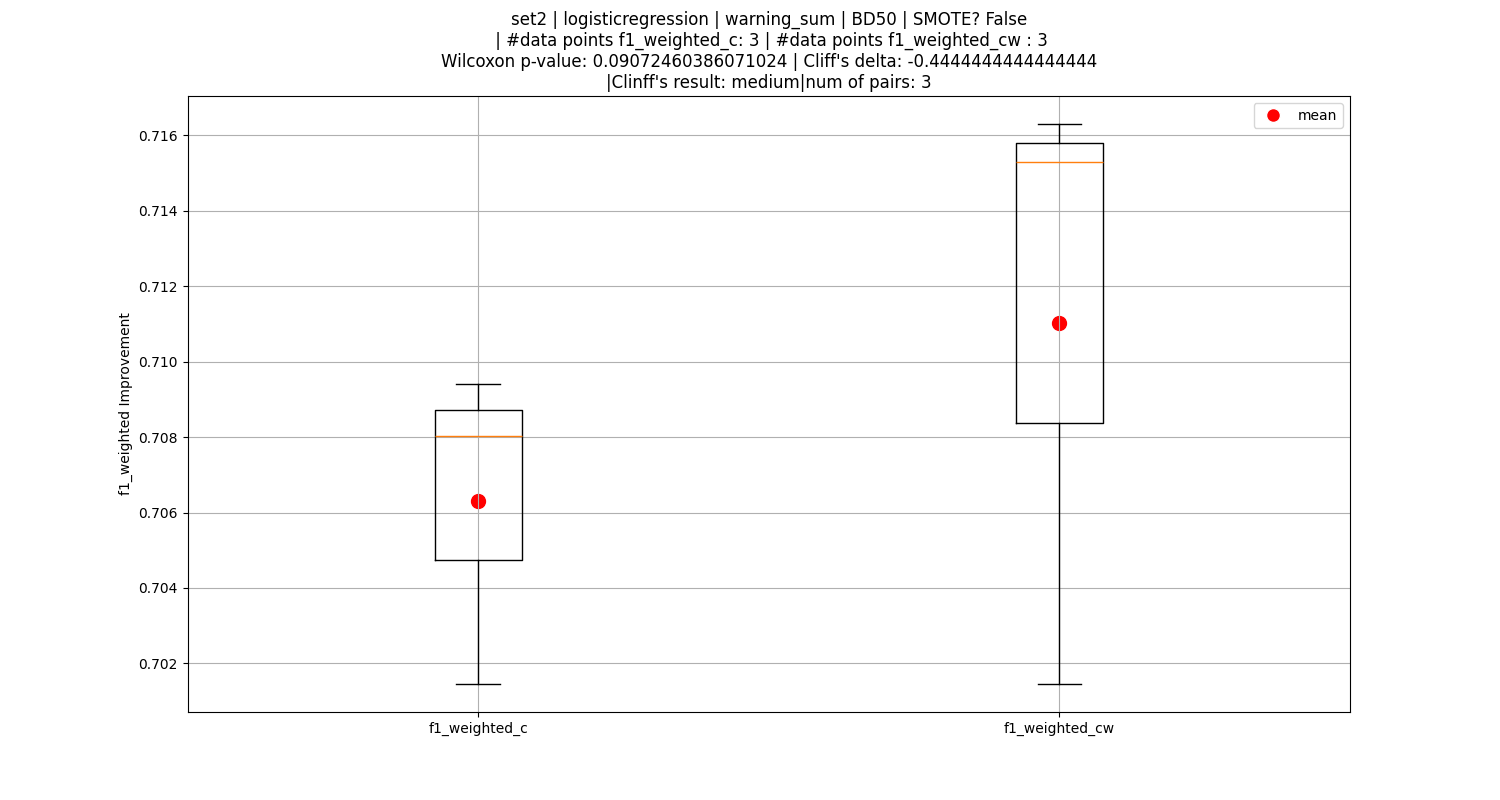 set2 | logisticregression | warning_sum | BD50 | SMOTE? False
| #data points f1_weighted_c: 3 | #data points f1_weighted_cw : 3
Wilcoxon p-value: 0.09072460386071024 | Cliff's delta: -0.4444444444444444
|Clinff's result: medium|num of pairs: 3
mean
0.716
0.714
0.712
0.710
0.708
0.706
0.704
0.702
f1_weighted Improvement
f1_weighted_c
f1_weighted_cw